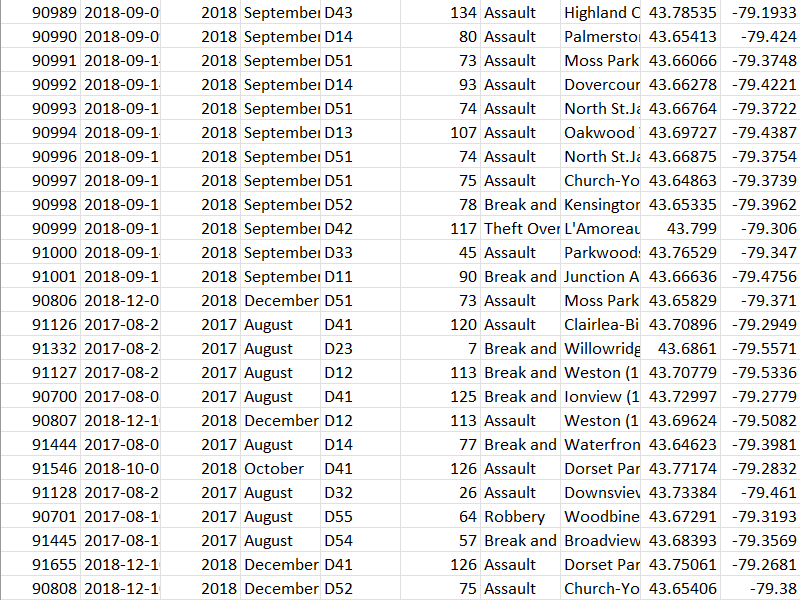 90989 2018-09-0 2018 September D43 134 Assault Highland C 43.78535 -79.1933
90990 2018-09-0 2018 September D14 80 Assault Palmerston 43.65413 -79.424
90991 2018-09-1 2018 September D51 73 Assault Moss Park 43.66066 -79.3748
90992 2018-09-1 2018 September D14 93 Assault Dovercour 43.66278 -79.4221
90993 2018-09-1 2018 September D51 74 Assault North St.Ja 43.66764 -79.3722
90994 2018-09-1 2018 September D13 107 Assault Oakwood 43.69727 -79.4387
90996 2018-09-1 2018 September D51 74 Assault North St.Ja 43.66875 -79.3754
90997 2018-09-1 2018 September D51 75 Assault Church-Yo 43.64863 -79.3739
90998 2018-09-1 2018 September D52 78 Break and Kensington 43.65335 -79.3962
90999 2018-09-1 2018 September D42 117 Theft Over L'Amoreau 43.799 -79.306
91000 2018-09-1 2018 September D33 45 Assault Parkwoods 43.76529 -79.347
91001 2018-09-1 2018 September D11 90 Break and Junction A 43.66636 -79.4756
90806 2018-12-0 2018 December D51 73 Assault Moss Park 43.65829 -79.371
91126 2017-08-2 2017 August D41 120 Assault Clairlea-Bi 43.70896 -79.2949
91332 2017-08-2 2017 August D23 7 Break and Willowridg 43.6861 -79.5571
91127 2017-08-2 2017 August D12 113 Break and Weston (1 43.70779 -79.5336
90700 2017-08-0 2017 August D41 125 Break and Ionview (1 43.72997 -79.2779
90807 2018-12-1 2018 December D12 113 Assault Weston (1 43.69624 -79.5082
91444 2017-08-0 2017 August D14 77 Break and Waterfron 43.64623 -79.3981
91546 2018-10-0 2018 October D41 126 Assault Dorset Par 43.77174 -79.2832
91128 2017-08-2 2017 August D32 26 Assault Downsview 43.73384 -79.461
90701 2017-08-1 2017 August D55 64 Robbery Woodbine 43.67291 -79.3193
91445 2017-08-0 2017 August D54 57 Break and Broadview 43.68393 -79.3569
91655 2018-12-1 2018 December D41 126 Assault Dorset Par 43.75061 -79.2681
90808 2018-12-1 2018 December D52 75 Assault Church-Yo 43.65406 -79.38